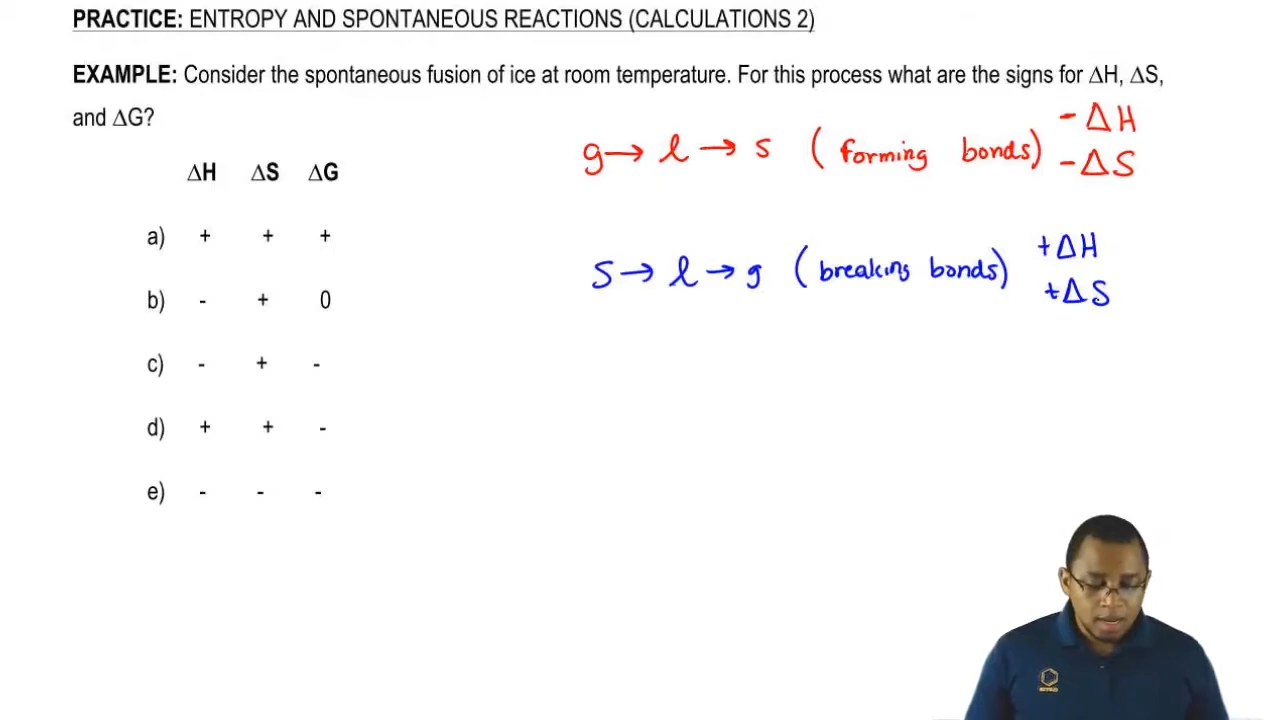 PRACTICE: ENTROPY AND SPONTANEOUS REACTIONS (CALCULATIONS 2)
EXAMPLE: Consider the spontaneous fusion of ice at room temperature. For this process what are the signs for ΔH, ΔS,
and ΔG?
g → l → s (forming bonds) -ΔH
-ΔS
ΔH ΔS ΔG
a) + + +
s → l → g (breaking bonds) +ΔH
+ΔS
b) - + 0
c) - + -
d) + + -
e) - - -